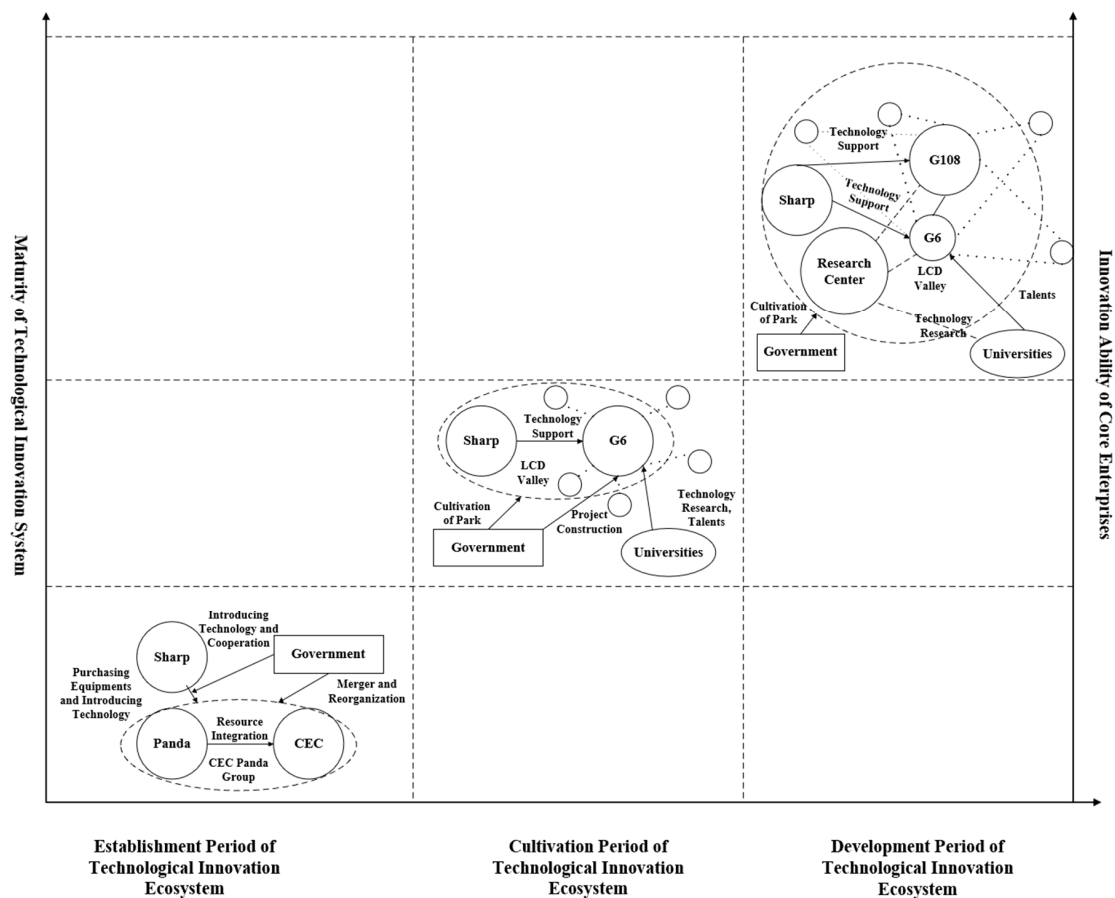 Maturity of Technological Innovation System
Innovation Ability of Core Enterprises
Technology
Support
G108
Sharp
Technology
Support
G6
Research
Center
LCD
Valley
Talents
Cultivation
of Park
Technology
Research
Government
Universities
Sharp
Technology
Support
G6
LCD
Valley
Cultivation
of Park
Project
Construction
Technology
Research,
Talents
Government
Universities
Introducing
Technology and
Cooperation
Sharp
Government
Purchasing
Equipments
and Introducing
Technology
Merger and
Reorganization
Panda
Resource
Integration
CEC
CEC Panda
Group
Establishment Period of
Technological Innovation
Ecosystem
Cultivation Period of
Technological Innovation
Ecosystem
Development Period of
Technological Innovation
Ecosystem